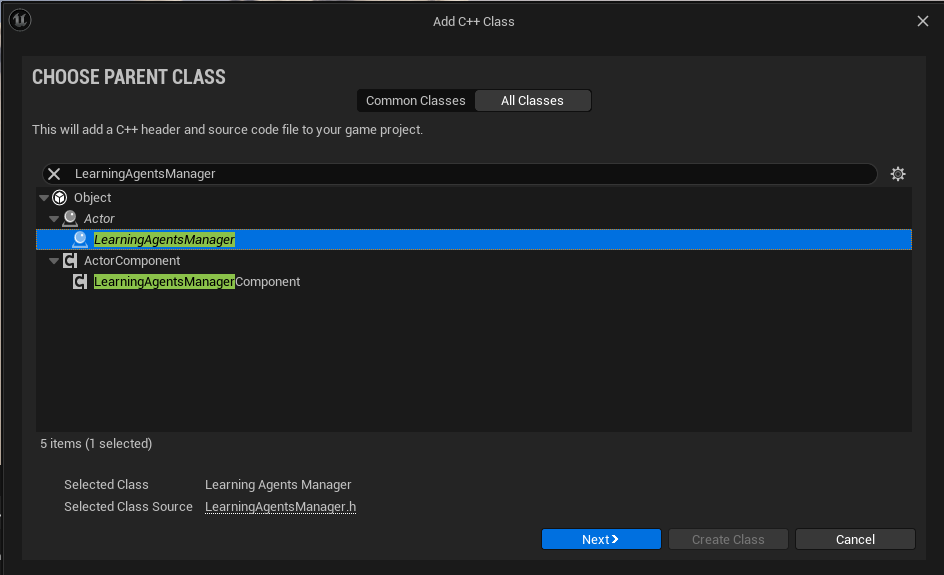 Add C++ Class
CHOOSE PARENT CLASS
Common Classes All Classes
This will add a C++ header and source code file to your game project.
LearningAgentsManager
Object
Actor
LearningAgentsManager
ActorComponent
LearningAgentsManagerComponent
5 items (1 selected)
Selected Class Learning Agents Manager
Selected Class Source LearningAgentsManager.h
Next Create Class Cancel